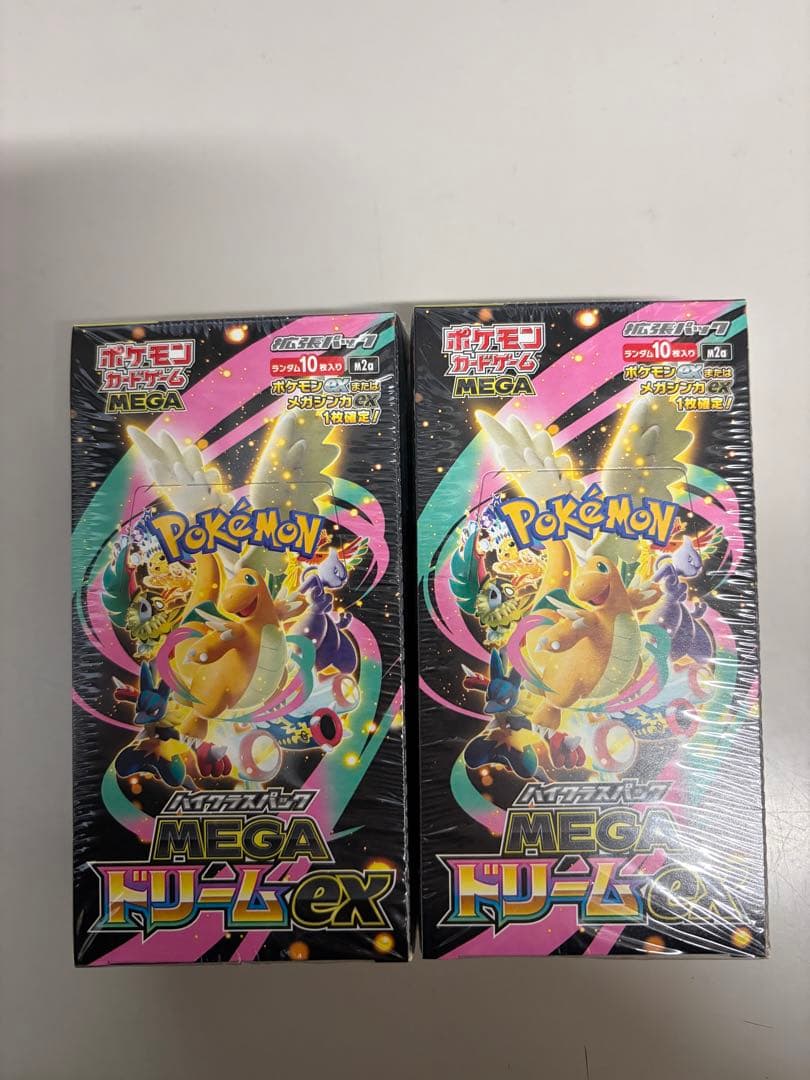 ポケモン
カードゲーム
MEGA
拡張パック
ランダム10枚入り
M2a
ポケモンexまたは
メガシンカex
1枚確定!
POKéMON
ハイクラスパック
MEGA
ドリームex
ポケモン
カードゲーム
MEGA
拡張パック
ランダム10枚入り
M2a
ポケモンexまたは
メガシンカex
1枚確定!
POKéMON
ハイクラスパック
MEGA
ドリームex